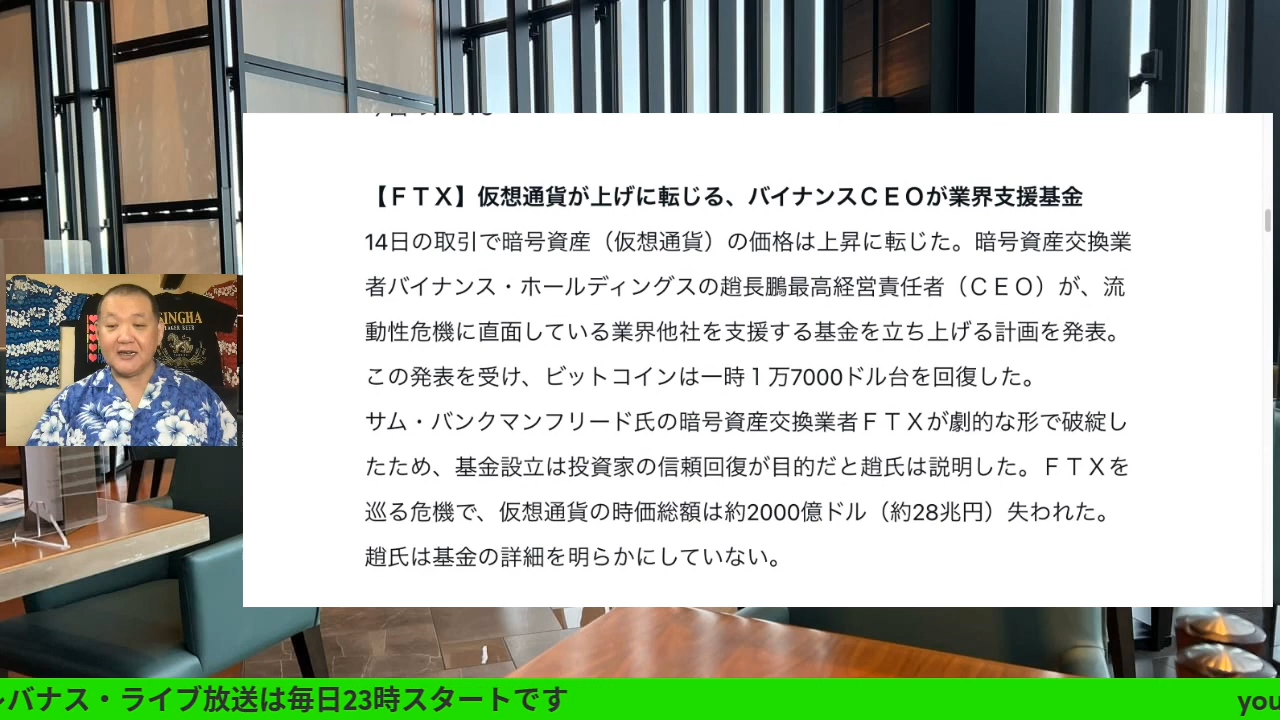 【ＦＴＸ】仮想通貨が上げに転じる、バイナンスＣＥＯが業界支援基金
14日の取引で暗号資産（仮想通貨）の価格は上昇に転じた。暗号資産交換業
者バイナンス・ホールディングスの趙長鵬最高経営責任者（ＣＥＯ）が、流
動性危機に直面している業界他社を支援する基金を立ち上げる計画を発表。
この発表を受け、ビットコインは一時１万7000ドル台を回復した。
サム・バンクマンフリード氏の暗号資産交換業者ＦＴＸが劇的な形で破綻し
たため、基金設立は投資家の信頼回復が目的だと趙氏は説明した。ＦＴＸを
巡る危機で、仮想通貨の時価総額は約2000億ドル（約28兆円）失われた。
趙氏は基金の詳細を明らかにしていない。
SINGHA
LAGER BEER
バナス・ライブ放送は毎日23時スタートです
you